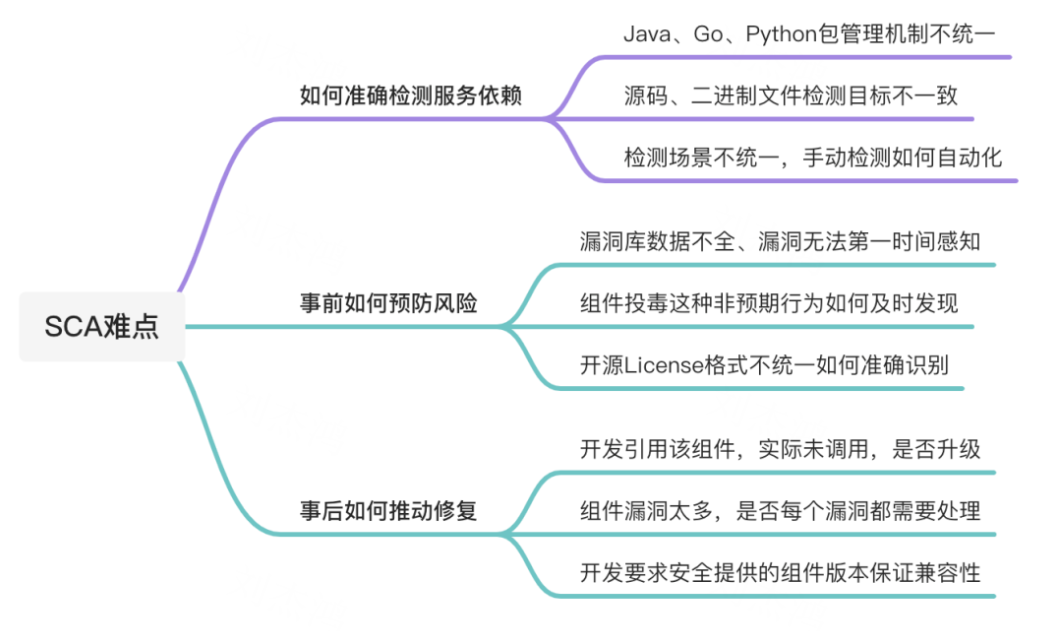 SCA难点
如何准确检测服务依赖
Java、Go、Python包管理机制不统一
源码、二进制文件检测目标不一致
检测场景不统一，手动检测如何自动化
事前如何预防风险
漏洞库数据不全、漏洞无法第一时间感知
组件投毒这种非预期行为如何及时发现
开源License格式不统一如何准确识别
事后如何推动修复
开发引用该组件，实际未调用，是否升级
组件漏洞太多，是否每个漏洞都需要处理
开发要求安全提供的组件版本保证兼容性